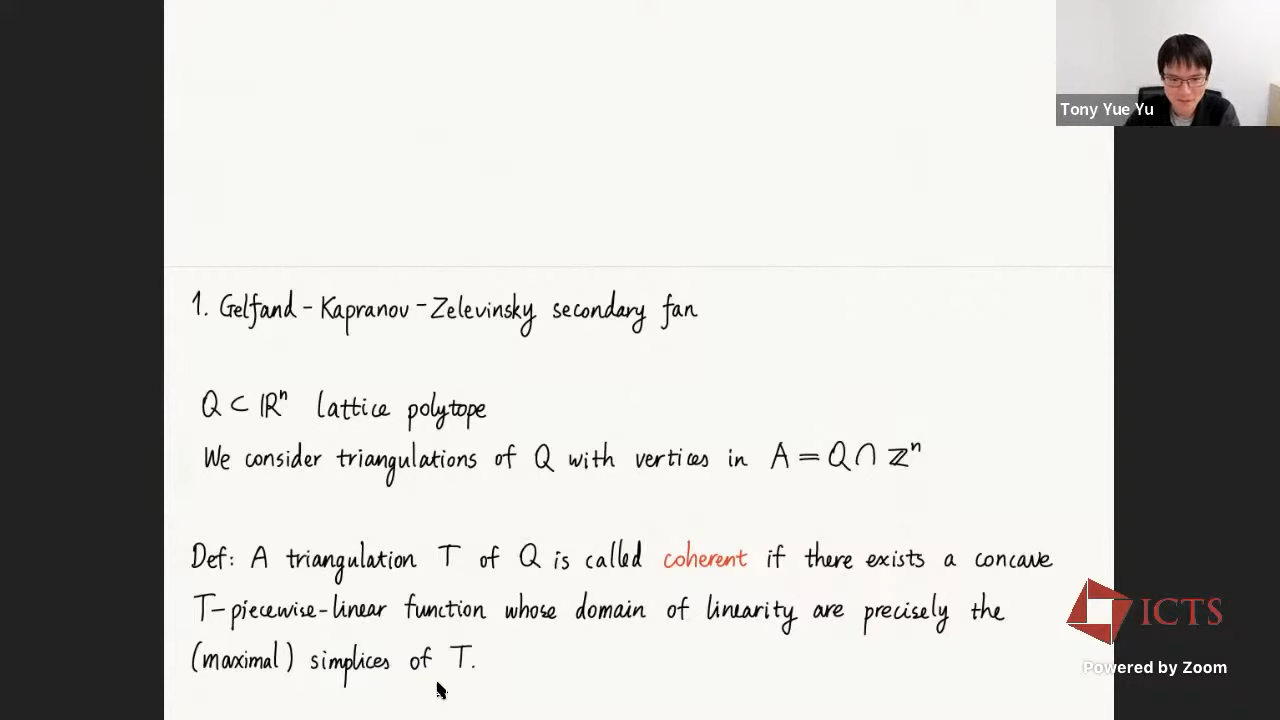 Tony Yue Yu
1. Gelfand - Kapranov - Zelevinsky secondary fan
Q ⊂ ℝⁿ lattice polytope
We consider triangulations of Q with vertices in A = Q ∩ ℤⁿ
Def: A triangulation T of Q is called coherent if there exists a concave
T-piecewise-linear function whose domain of linearity are precisely the
(maximal) simplices of T.
ICTS
Powered by Zoom